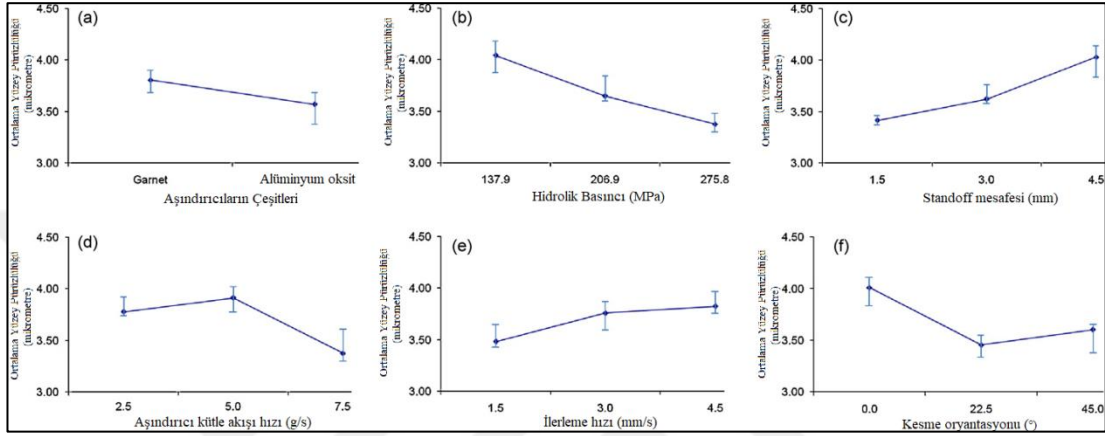 (a)
Ortalama Yüzey Pürüzlülüğü
(mikrometre)
4.50
4.00
3.50
3.00
Garnet
Alüminyum oksit
Aşındırıcıların Çeşitleri
(b)
Ortalama Yüzey Pürüzlülüğü
(mikrometre)
4.50
4.00
3.50
3.00
137.9
206.9
275.8
Hidrolik Basıncı (MPa)
(c)
Ortalama Yüzey Pürüzlülüğü
(mikrometre)
4.50
4.00
3.50
3.00
1.5
3.0
4.5
Standoff mesafesi (mm)
(d)
Ortalama Yüzey Pürüzlülüğü
(mikrometre)
4.50
4.00
3.50
3.00
2.5
5.0
7.5
Aşındırıcı kütle akışı hızı (g/s)
(e)
Ortalama Yüzey Pürüzlülüğü
(mikrometre)
4.50
4.00
3.50
3.00
1.5
3.0
4.5
İlerleme hızı (mm/s)
(f)
Ortalama Yüzey Pürüzlülüğü
(mikrometre)
4.50
4.00
3.50
3.00
0.0
22.5
45.0
Kesme oryantasyonu (°)